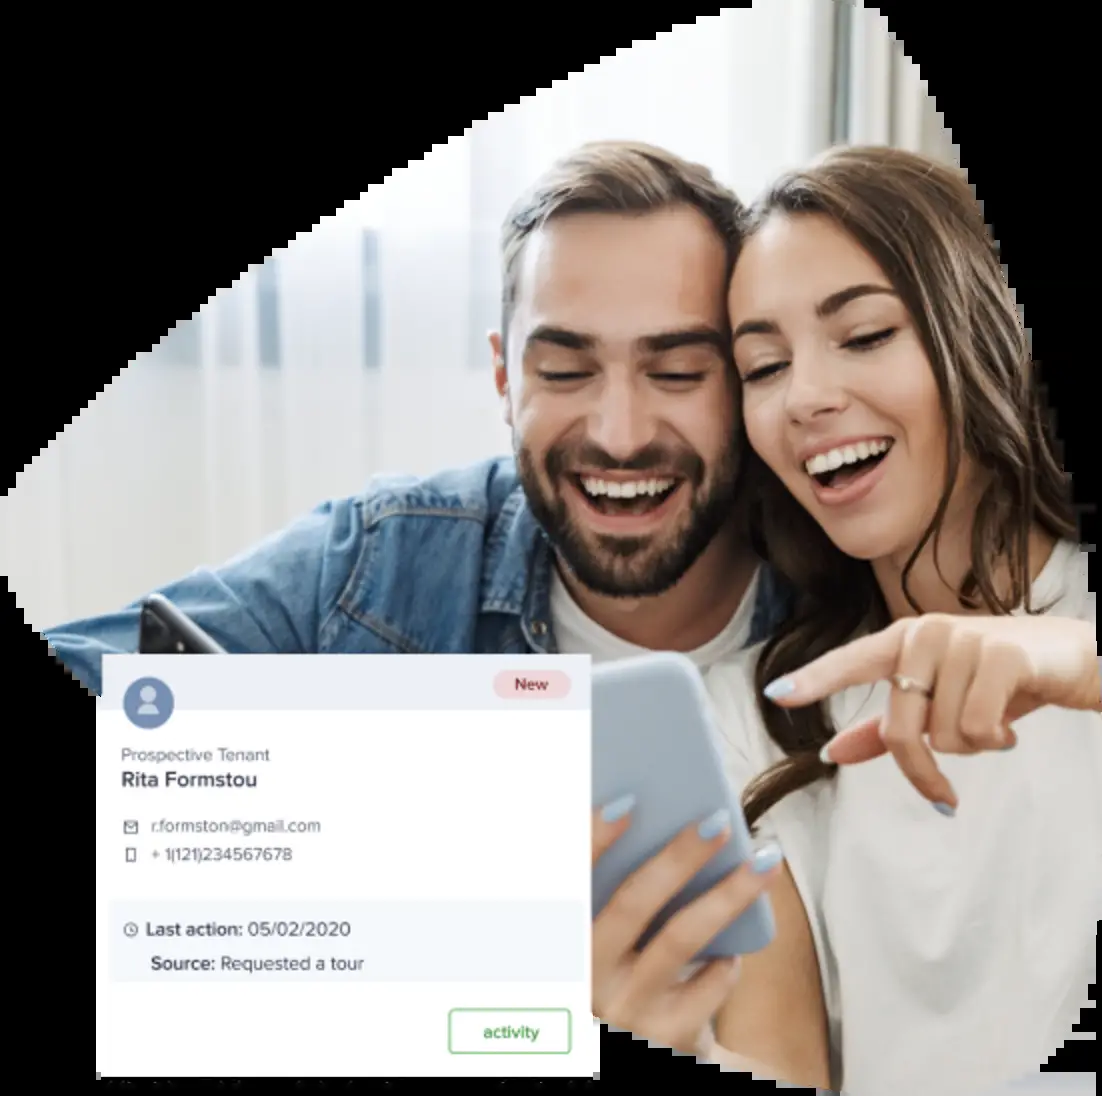 New
Prospective Tenant
Rita Formstou
r.formston@gmail.com
+ 1(121)234567678
Last action: 05/02/2020
Source: Requested a tour
activity